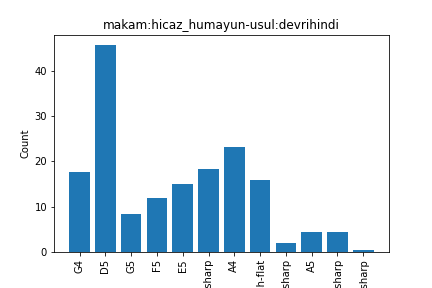 makam:hicaz_humayun-usul:devrihindi
Count
40
30
20
10
0
G4
D5
G5
F5
E5
sharp
A4
h-flat
sharp
A5
sharp
sharp